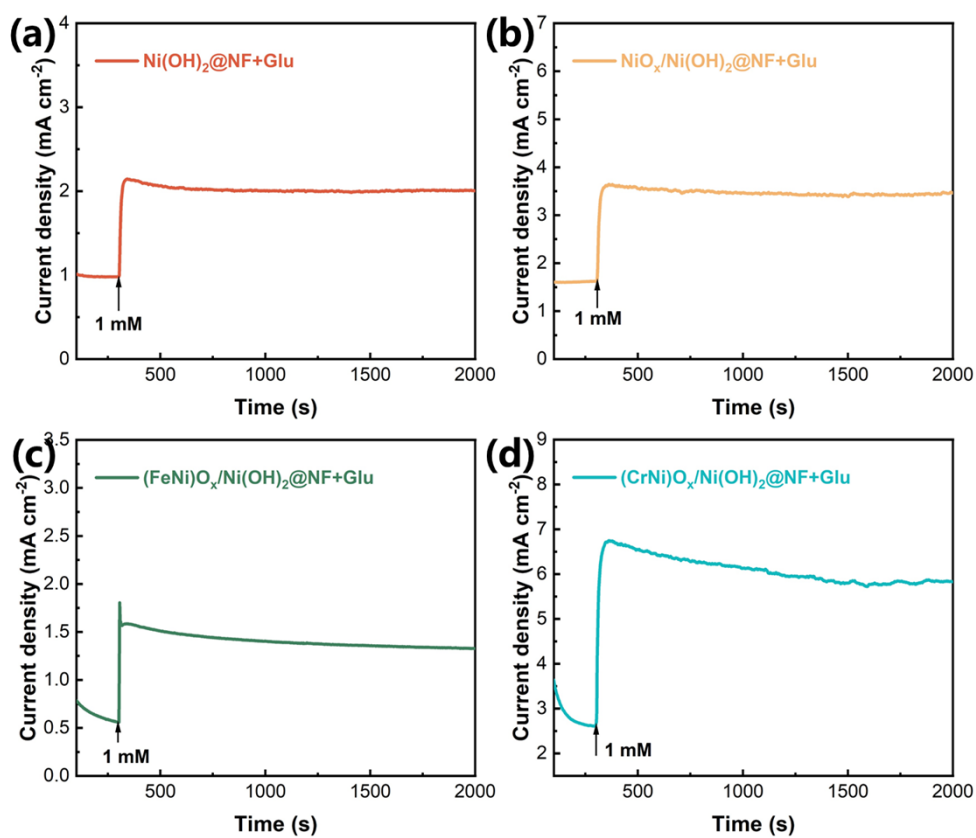 (a)
Ni(OH)₂@NF+Glu
Current density (mA cm⁻²)
4
3
2
1
0
1 mM
500
1000
1500
2000
Time (s)
(b)
NiOₓ/Ni(OH)₂@NF+Glu
Current density (mA cm⁻²)
7
6
5
4
3
2
1
0
1 mM
500
1000
1500
2000
Time (s)
(c)
(FeNi)Oₓ/Ni(OH)₂@NF+Glu
Current density (mA cm⁻²)
3.5
3.0
2.5
2.0
1.5
1.0
0.5
0.0
1 mM
500
1000
1500
2000
Time (s)
(d)
(CrNi)Oₓ/Ni(OH)₂@NF+Glu
Current density (mA cm⁻²)
9
8
7
6
5
4
3
2
1 mM
500
1000
1500
2000
Time (s)